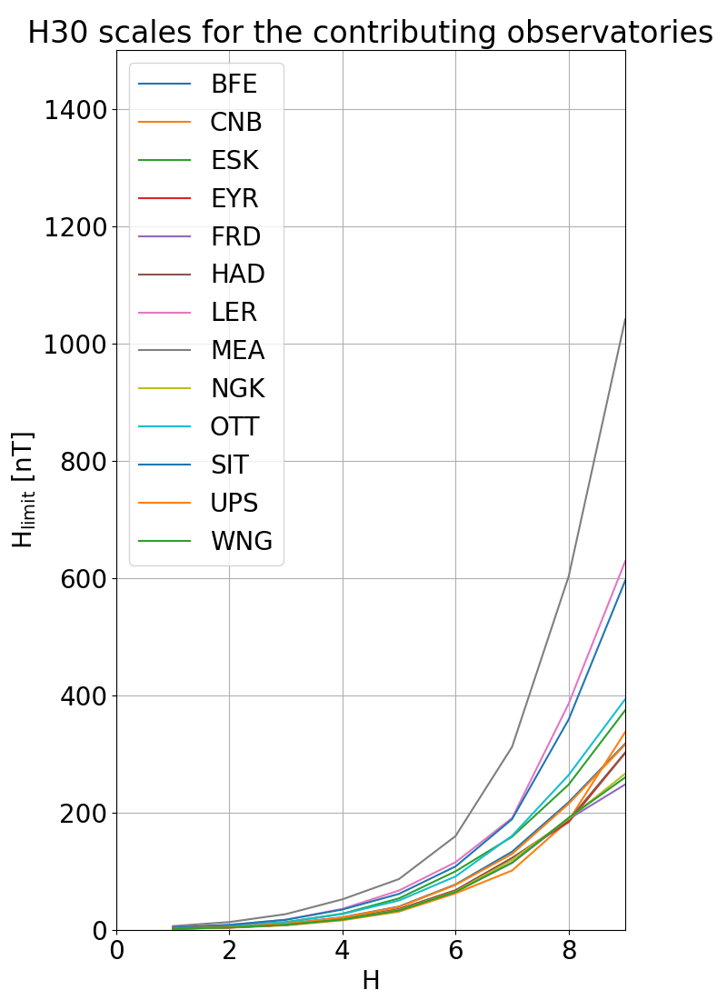 H30 scales for the contributing observatories
H_limit [nT]
1400
1200
1000
800
600
400
200
0
BFE
CNB
ESK
EYR
FRD
HAD
LER
MEA
NGK
OTT
SIT
UPS
WNG
0 2 4 6 8
H